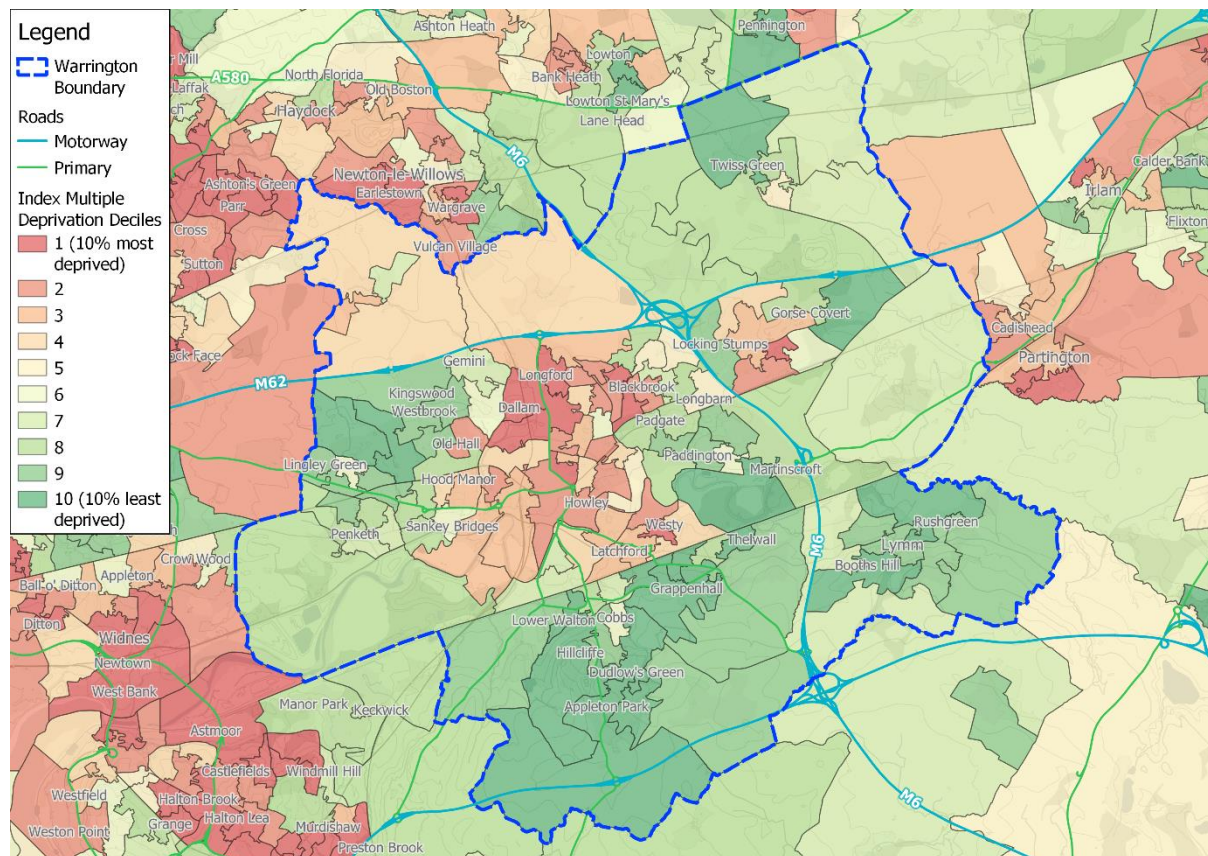 Legend
Warrington
Boundary
Roads
Motorway
Primary
Index Multiple
Deprivation Deciles
1 (10% most
deprived)
2
3
4
5
6
7
8
9
10 (10% least
deprived)
Ashton Heath
Pennington
Lowton
Bank Heath
A580
North Florida
Old Boston
Lowton St Mary's
Lane Head
Haydock
M6
Twiss Green
Calder Bank
Newton-le-Willows
Ashton's Green
Earlestown
Parr
Wargrave
Irlam
Flixton
Cross
Sutton
Vulcan Village
Gorse Covert
Cadishead
Partington
Locking Stumps
M62
Gemini
Longford
Kingswood
Westbrook
Dallam
Blackbrook
Longbarn
Padgate
Old Hall
Paddington
Lingley Green
Hood Manor
Martinscroft
Howley
Sankey Bridges
Westy
Rushgreen
Penketh
Latchford
Thelwall
Lymm
M6
Booths Hill
Crow Wood
Appleton
Ball o' Ditton
Grappenhall
Ditton
Lower Walton
Cobbs
Widnes
Newtown
Hillcliffe
Dudlow's Green
West Bank
Manor Park
Keckwick
Appleton Park
Astmoor
Castlefields
Windmill Hill
Westfield
Halton Brook
M6
Weston Point
Grange
Halton Lea
Murdishaw
Preston Brook